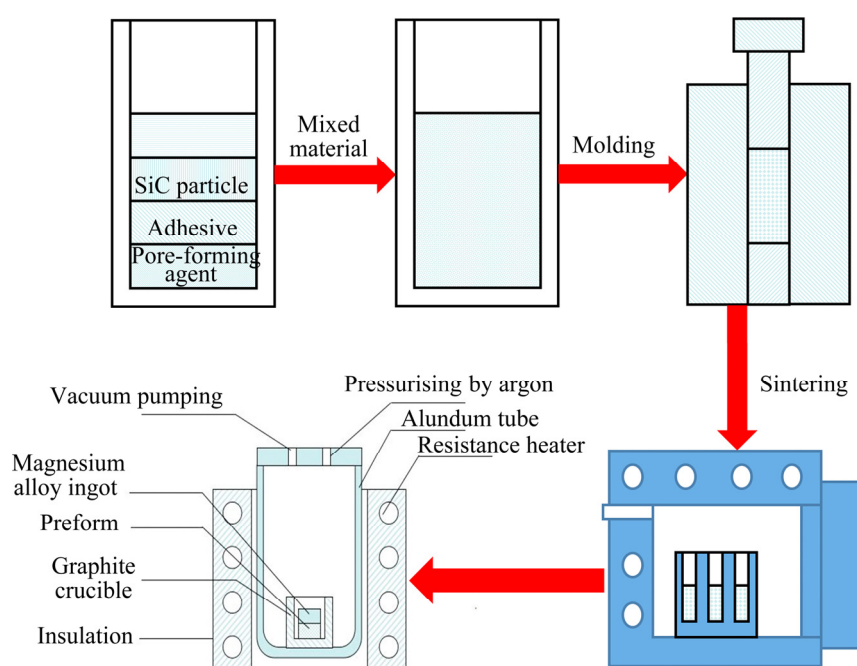 Mixed
material
Molding
SiC particle
Adhesive
Pore-forming
agent
Sintering
Vacuum pumping
Pressurising by argon
Alundum tube
Resistance heater
Magnesium
alloy ingot
Preform
Graphite
crucible
Insulation